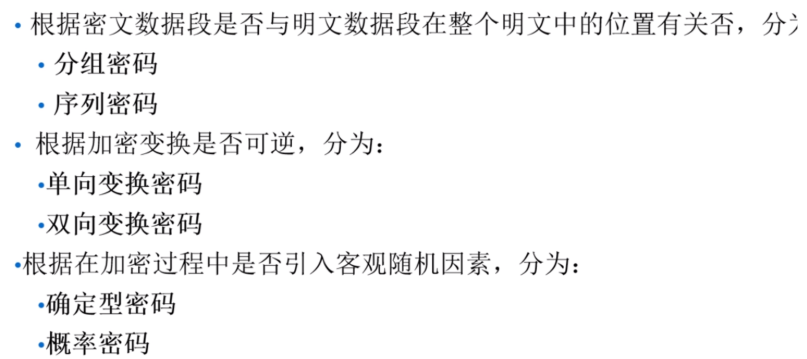 • 根据密文数据段是否与明文数据段在整个明文中的位置有关否，分
• 分组密码
• 序列密码
• 根据加密变换是否可逆，分为：
•单向变换密码
•双向变换密码
•根据在加密过程中是否引入客观随机因素，分为：
•确定型密码
•概率密码